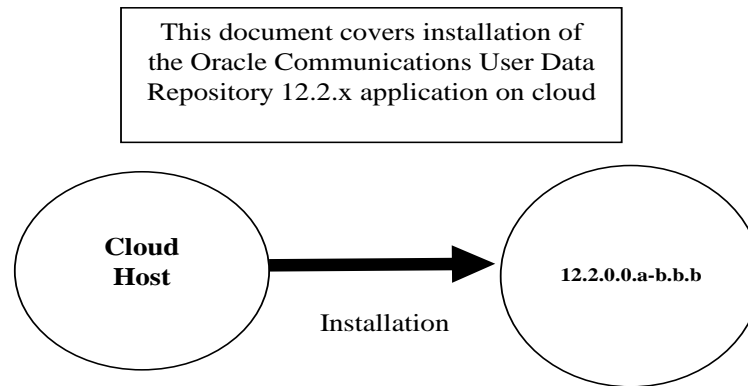 This document covers installation of
the Oracle Communications User Data
Repository 12.2.x application on cloud
Cloud
Host
12.2.0.0.a-b.b.b
Installation